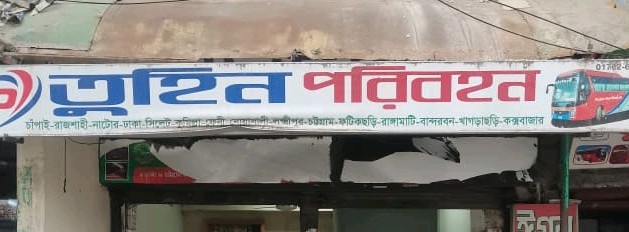 তুহিন পরিবহন
চাঁপাই-রাজশাহী-নাটোর-ঢাকা-সিলেট-কুমিল্লা-ফেনী-নোয়াখালী-লক্ষ্মীপুর-চট্টগ্রাম-ফটিকছড়ি-রাঙ্গামাটি-বান্দরবন-খাগড়াছড়ি-কক্সবাজার